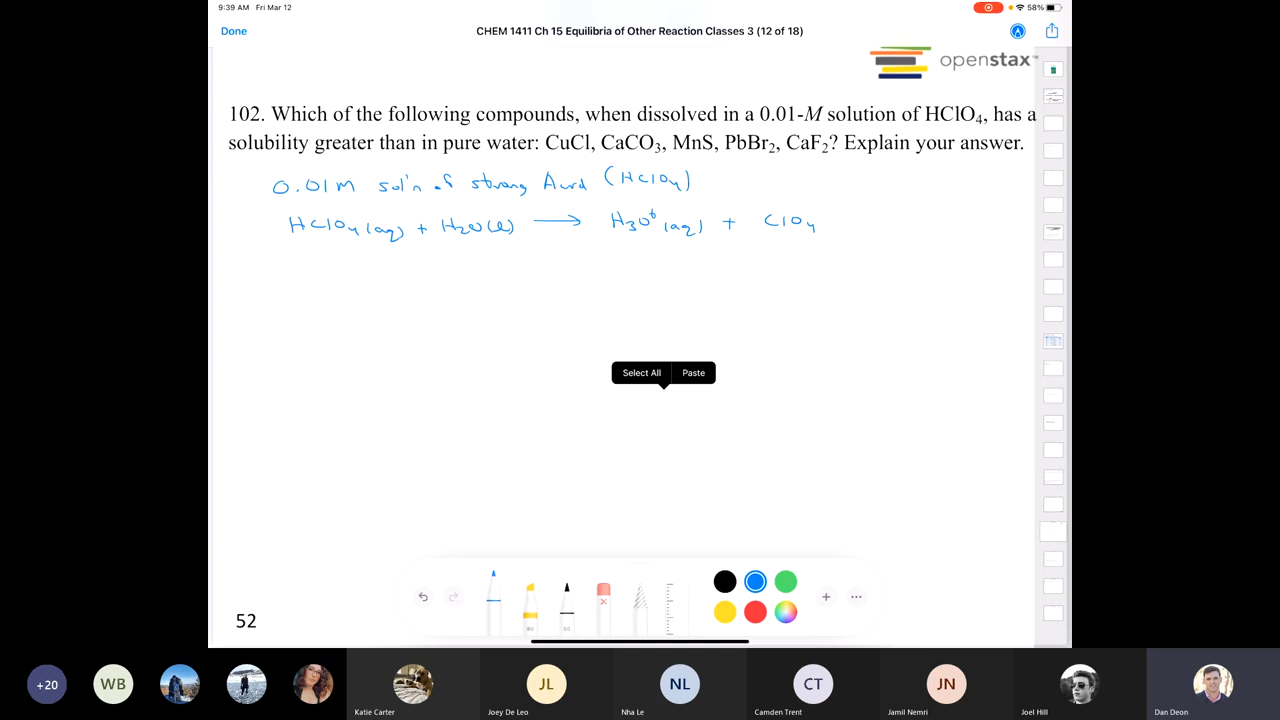 9:39 AM Fri Mar 12
58%
Done
CHEM 1411 Ch 15 Equilibria of Other Reaction Classes 3 (12 of 18)
openstax™
102. Which of the following compounds, when dissolved in a 0.01-M solution of HClO₄, has a
solubility greater than in pure water: CuCl, CaCO₃, MnS, PbBr₂, CaF₂? Explain your answer.
0.01M sol'n of strong Acid (HClO₄)
HClO₄(aq) + H₂O(l) ⟶ H₃O⁺(aq) + ClO₄
Select All Paste
52
+20
WB
Katie Carter
JL
Joey De Leo
NL
Nha Le
CT
Camden Trent
JN
Jamil Nemri
Joel Hill
Dan Deon